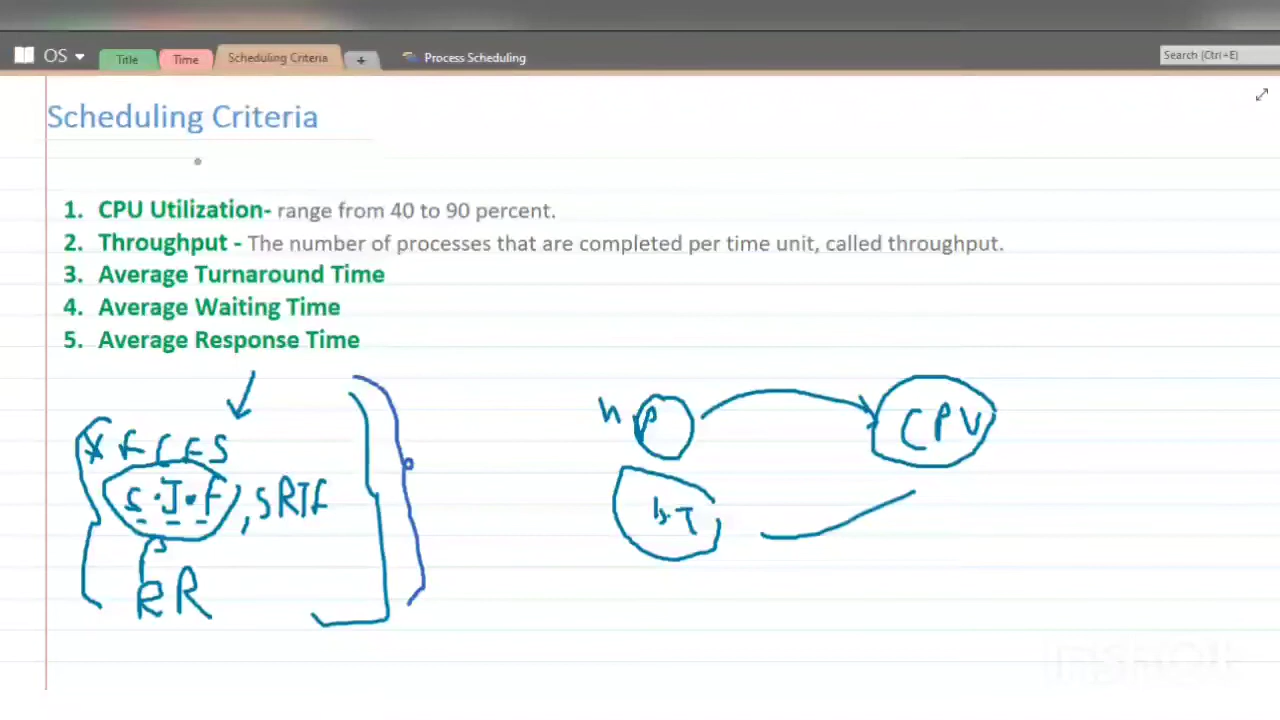 OS Title Time Scheduling Criteria + Process Scheduling Search (Ctrl+E)
Scheduling Criteria
1. CPU Utilization- range from 40 to 90 percent.
2. Throughput - The number of processes that are completed per time unit, called throughput.
3. Average Turnaround Time
4. Average Waiting Time
5. Average Response Time
FCFS
S.J.F, SRTF
RR
n P
CPU
b.T